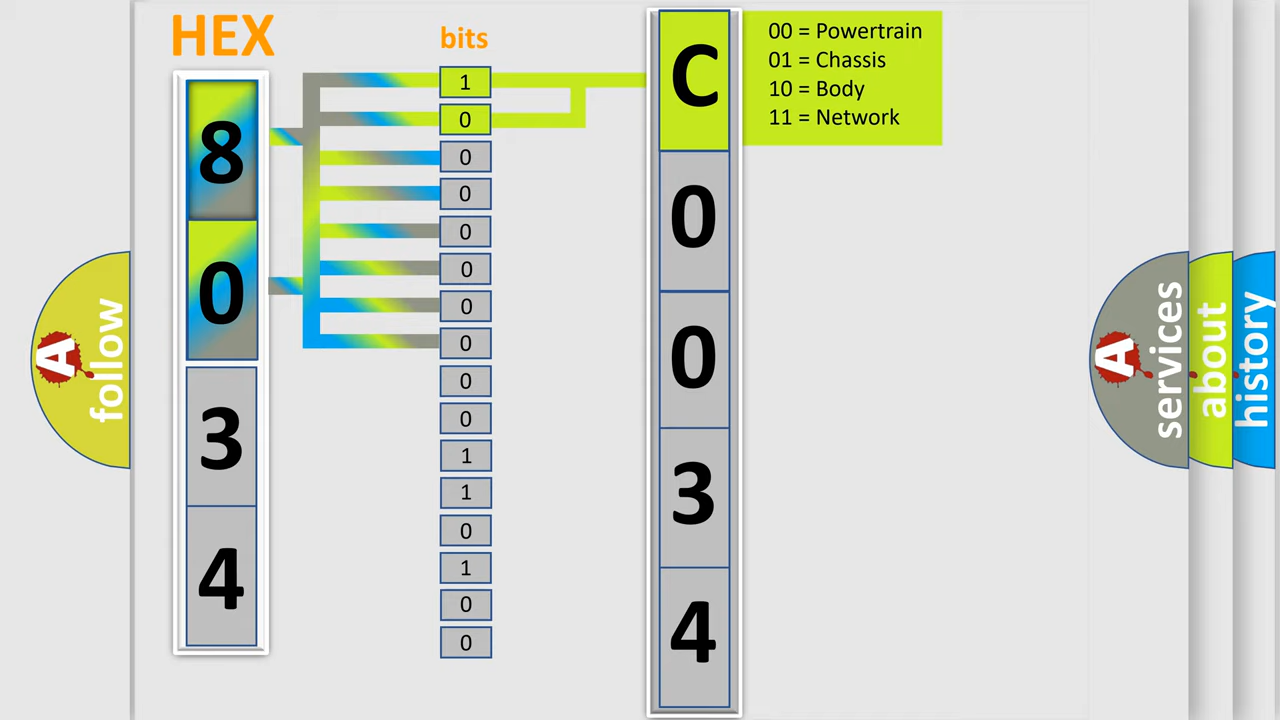 HEX
bits
8
0
3
4
1
0
0
0
0
0
0
0
0
0
1
1
0
1
0
0
C
0
0
3
4
00 = Powertrain
01 = Chassis
10 = Body
11 = Network
A
follow
A
services
about
history